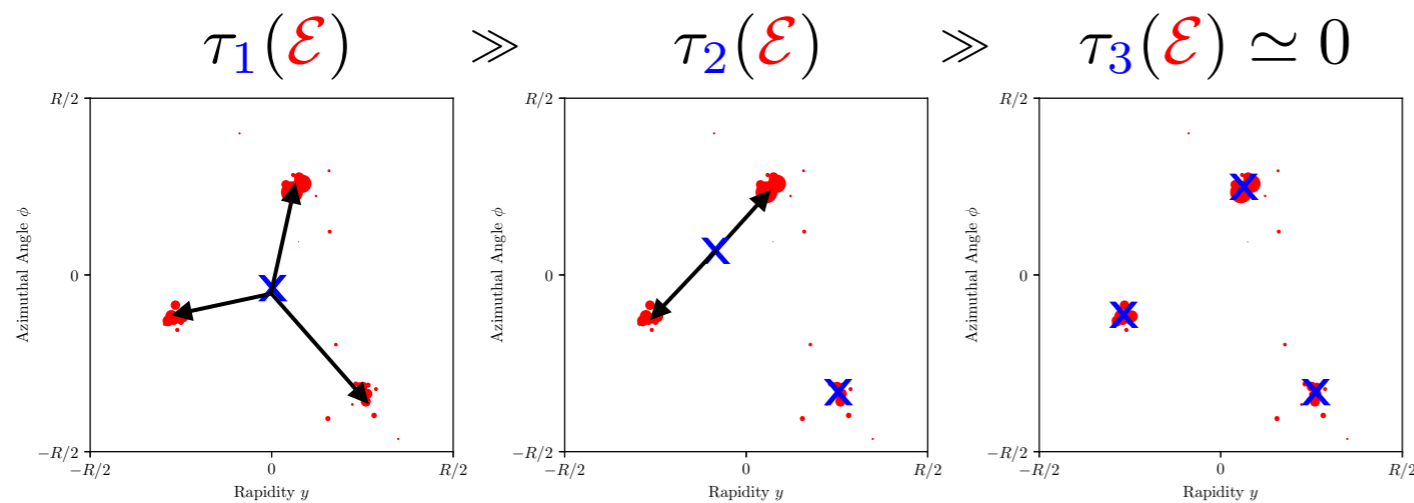 τ₁(ℰ) ≫ τ₂(ℰ) ≫ τ₃(ℰ) ≃ 0
R/2
0
−R/2
Azimuthal Angle ϕ
−R/2 0 R/2
Rapidity y
R/2
0
−R/2
Azimuthal Angle ϕ
−R/2 0 R/2
Rapidity y
R/2
0
−R/2
Azimuthal Angle ϕ
−R/2 0 R/2
Rapidity y